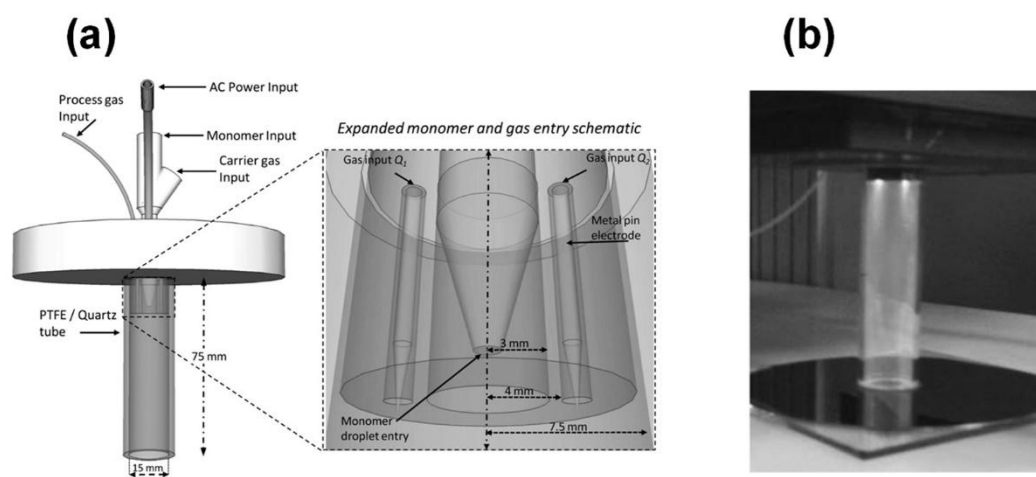 (a)
(b)
AC Power Input
Process gas
Input
Monomer Input
Carrier gas
Input
PTFE / Quartz
tube
75 mm
15 mm
Expanded monomer and gas entry schematic
Gas input Q1
Gas input Q2
Metal pin
electrode
3 mm
4 mm
Monomer
droplet entry
7.5 mm